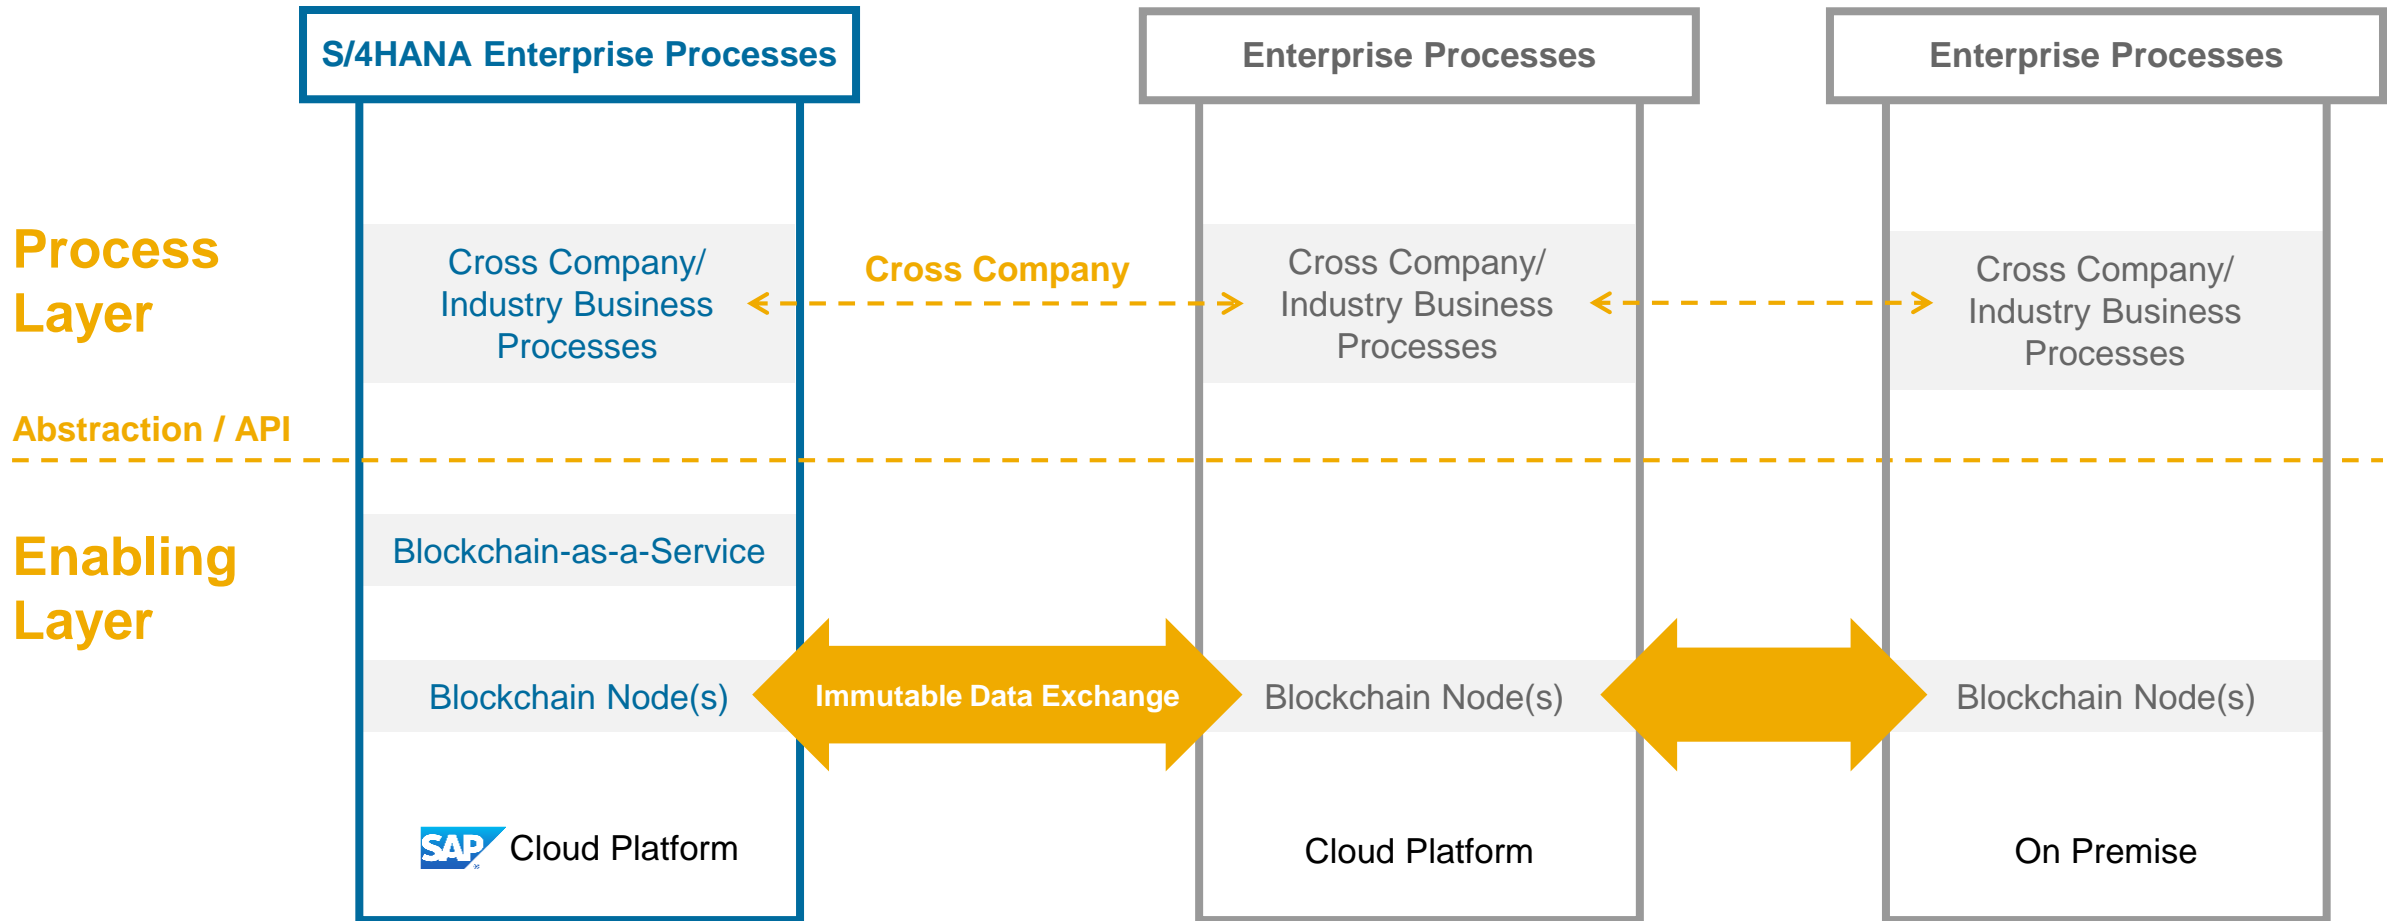 S/4HANA Enterprise Processes
Enterprise Processes
Enterprise Processes
Process
Layer
Cross Company/
Industry Business
Processes
Cross Company
Cross Company/
Industry Business
Processes
Cross Company/
Industry Business
Processes
Abstraction / API
Enabling
Layer
Blockchain-as-a-Service
Blockchain Node(s)
Immutable Data Exchange
Blockchain Node(s)
Blockchain Node(s)
SAP Cloud Platform
Cloud Platform
On Premise